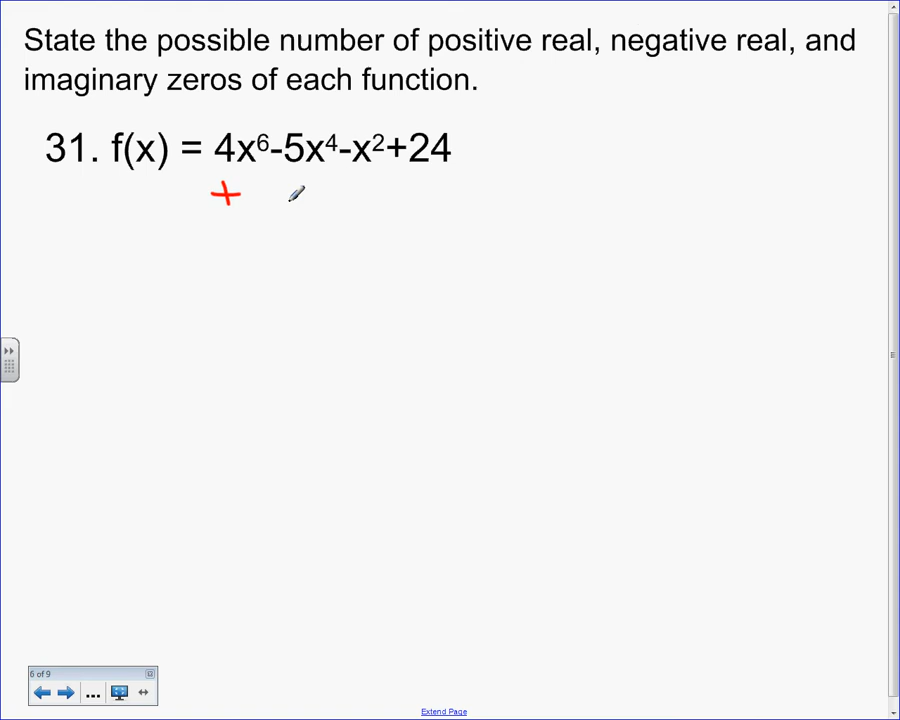 State the possible number of positive real, negative real, and
imaginary zeros of each function.
31. f(x) = 4x⁶-5x⁴-x²+24
+
6 of 9
...
Extend Page